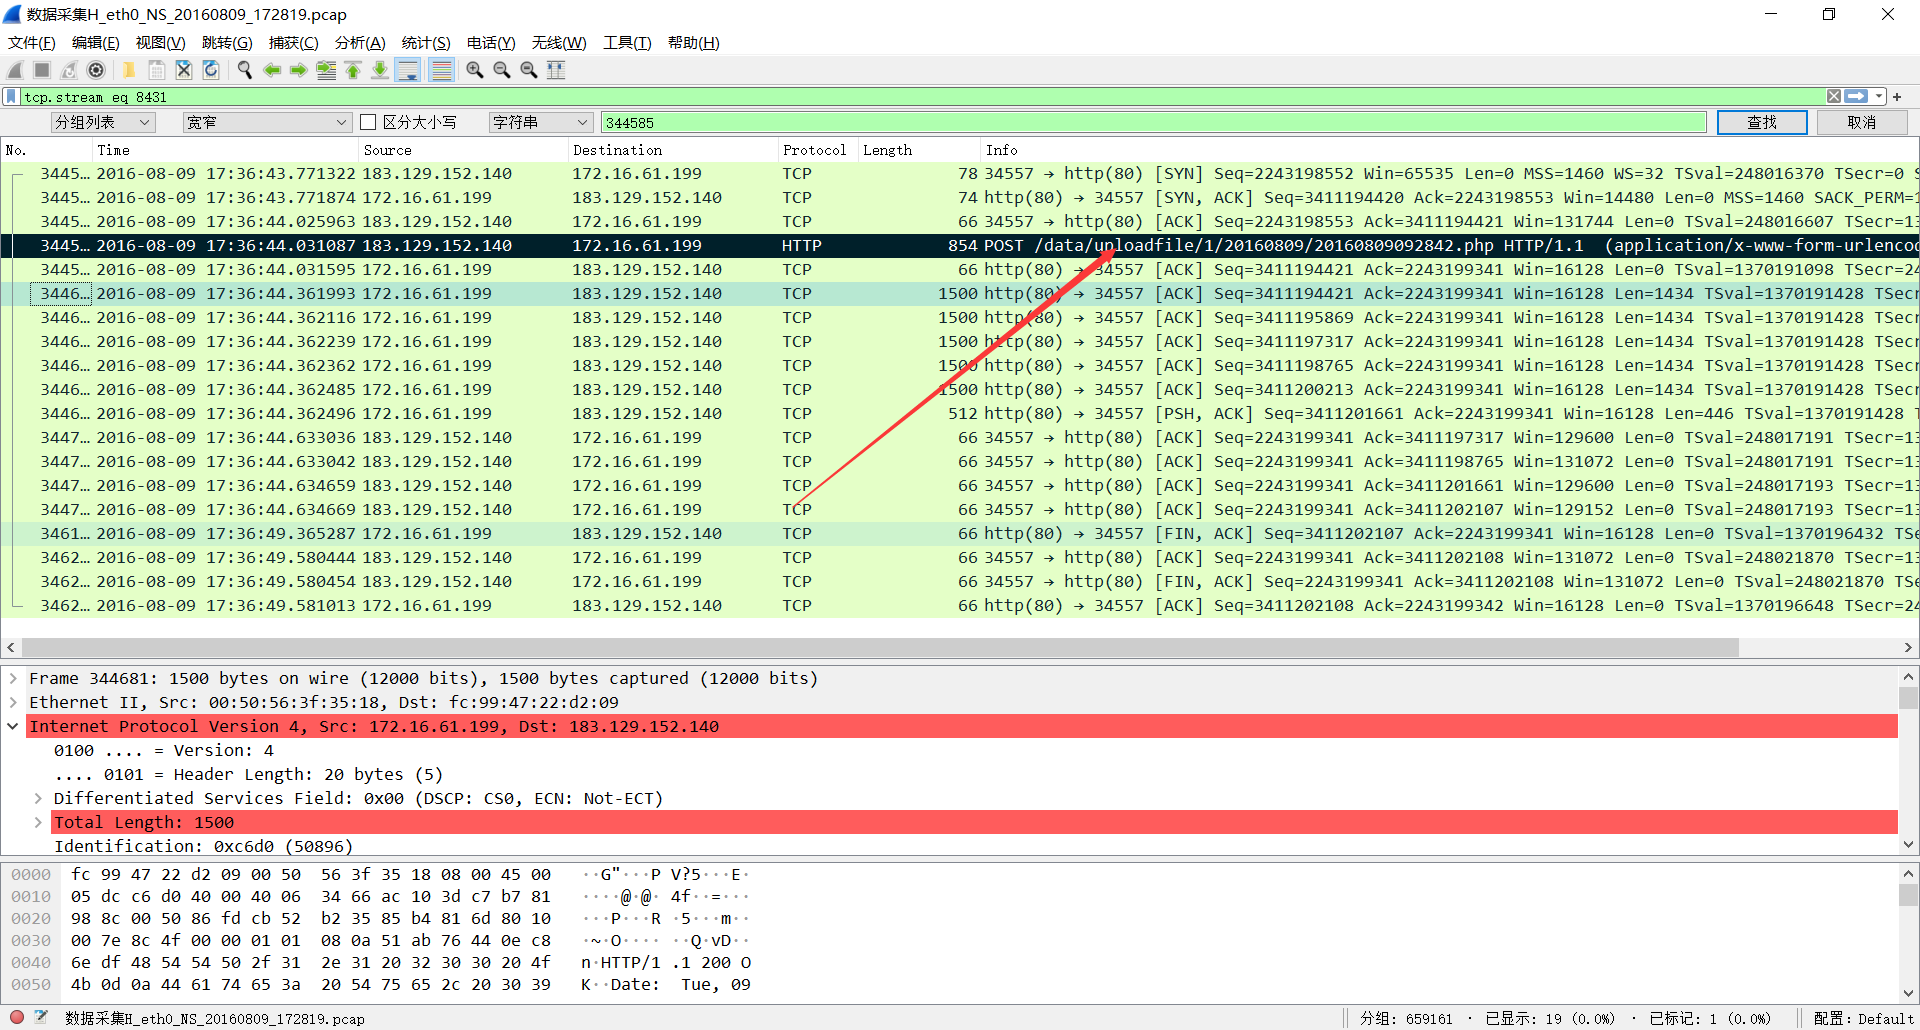 数据采集H_eth0_NS_20160809_172819.pcap
文件(F) 编辑(E) 视图(V) 跳转(G) 捕获(C) 分析(A) 统计(S) 电话(Y) 无线(W) 工具(T) 帮助(H)
tcp.stream eq 8431
分组列表 宽窄 区分大小写 字符串 344585 查找 取消
No. Time Source Destination Protocol Length Info
3445… 2016-08-09 17:36:43.771322 183.129.152.140 172.16.61.199 TCP 78 34557 → http(80) [SYN] Seq=2243198552 Win=65535 Len=0 MSS=1460 WS=32 TSval=248016370 TSecr=0 S
3445… 2016-08-09 17:36:43.771874 172.16.61.199 183.129.152.140 TCP 74 http(80) → 34557 [SYN, ACK] Seq=3411194420 Ack=2243198553 Win=14480 Len=0 MSS=1460 SACK_PERM=1
3445… 2016-08-09 17:36:44.025963 183.129.152.140 172.16.61.199 TCP 66 34557 → http(80) [ACK] Seq=2243198553 Ack=3411194421 Win=131744 Len=0 TSval=248016607 TSecr=13
3445… 2016-08-09 17:36:44.031087 183.129.152.140 172.16.61.199 HTTP 854 POST /data/uploadfile/1/20160809/20160809092842.php HTTP/1.1 (application/x-www-form-urlencod
3445… 2016-08-09 17:36:44.031595 172.16.61.199 183.129.152.140 TCP 66 http(80) → 34557 [ACK] Seq=3411194421 Ack=2243199341 Win=16128 Len=0 TSval=1370191098 TSecr=24
3446… 2016-08-09 17:36:44.361993 172.16.61.199 183.129.152.140 TCP 1500 http(80) → 34557 [ACK] Seq=3411194421 Ack=2243199341 Win=16128 Len=1434 TSval=1370191428 TSecr
3446… 2016-08-09 17:36:44.362116 172.16.61.199 183.129.152.140 TCP 1500 http(80) → 34557 [ACK] Seq=3411195869 Ack=2243199341 Win=16128 Len=1434 TSval=1370191428 TSecr
3446… 2016-08-09 17:36:44.362239 172.16.61.199 183.129.152.140 TCP 1500 http(80) → 34557 [ACK] Seq=3411197317 Ack=2243199341 Win=16128 Len=1434 TSval=1370191428 TSecr
3446… 2016-08-09 17:36:44.362362 172.16.61.199 183.129.152.140 TCP 1500 http(80) → 34557 [ACK] Seq=3411198765 Ack=2243199341 Win=16128 Len=1434 TSval=1370191428 TSecr
3446… 2016-08-09 17:36:44.362485 172.16.61.199 183.129.152.140 TCP 1500 http(80) → 34557 [ACK] Seq=3411200213 Ack=2243199341 Win=16128 Len=1434 TSval=1370191428 TSecr
3446… 2016-08-09 17:36:44.362496 172.16.61.199 183.129.152.140 TCP 512 http(80) → 34557 [PSH, ACK] Seq=3411201661 Ack=2243199341 Win=16128 Len=446 TSval=1370191428 T
3447… 2016-08-09 17:36:44.633036 183.129.152.140 172.16.61.199 TCP 66 34557 → http(80) [ACK] Seq=2243199341 Ack=3411197317 Win=129600 Len=0 TSval=248017191 TSecr=13
3447… 2016-08-09 17:36:44.633042 183.129.152.140 172.16.61.199 TCP 66 34557 → http(80) [ACK] Seq=2243199341 Ack=3411198765 Win=131072 Len=0 TSval=248017191 TSecr=13
3447… 2016-08-09 17:36:44.634659 183.129.152.140 172.16.61.199 TCP 66 34557 → http(80) [ACK] Seq=2243199341 Ack=3411201661 Win=129600 Len=0 TSval=248017193 TSecr=13
3447… 2016-08-09 17:36:44.634669 183.129.152.140 172.16.61.199 TCP 66 34557 → http(80) [ACK] Seq=2243199341 Ack=3411202107 Win=129152 Len=0 TSval=248017193 TSecr=13
3461… 2016-08-09 17:36:49.365287 172.16.61.199 183.129.152.140 TCP 66 http(80) → 34557 [FIN, ACK] Seq=3411202107 Ack=2243199341 Win=16128 Len=0 TSval=1370196432 TSe
3462… 2016-08-09 17:36:49.580444 183.129.152.140 172.16.61.199 TCP 66 34557 → http(80) [ACK] Seq=2243199341 Ack=3411202108 Win=131072 Len=0 TSval=248021870 TSecr=13
3462… 2016-08-09 17:36:49.580454 183.129.152.140 172.16.61.199 TCP 66 34557 → http(80) [FIN, ACK] Seq=2243199341 Ack=3411202108 Win=131072 Len=0 TSval=248021870 TSec
3462… 2016-08-09 17:36:49.581013 172.16.61.199 183.129.152.140 TCP 66 http(80) → 34557 [ACK] Seq=3411202108 Ack=2243199342 Win=16128 Len=0 TSval=1370196648 TSecr=24
Frame 344681: 1500 bytes on wire (12000 bits), 1500 bytes captured (12000 bits)
Ethernet II, Src: 00:50:56:3f:35:18, Dst: fc:99:47:22:d2:09
Internet Protocol Version 4, Src: 172.16.61.199, Dst: 183.129.152.140
0100 .... = Version: 4
.... 0101 = Header Length: 20 bytes (5)
Differentiated Services Field: 0x00 (DSCP: CS0, ECN: Not-ECT)
Total Length: 1500
Identification: 0xc6d0 (50896)
0000 fc 99 47 22 d2 09 00 50 56 3f 35 18 08 00 45 00 ··G"···P V?5···E·
0010 05 dc c6 d0 40 00 40 06 34 66 ac 10 3d c7 b7 81 ····@·@· 4f··=···
0020 98 8c 00 50 86 fd cb 52 b2 35 85 b4 81 6d 80 10 ···P···R ·5···m··
0030 00 7e 8c 4f 00 00 01 01 08 0a 51 ab 76 44 0e c8 ·~·O···· ··Q·vD··
0040 6e df 48 54 54 50 2f 31 2e 31 20 32 30 30 20 4f n·HTTP/1 .1 200 O
0050 4b 0d 0a 44 61 74 65 3a 20 54 75 65 2c 20 30 39 K··Date: Tue, 09
数据采集H_eth0_NS_20160809_172819.pcap 分组: 659161 · 已显示: 19 (0.0%) · 已标记: 1 (0.0%) 配置: Default